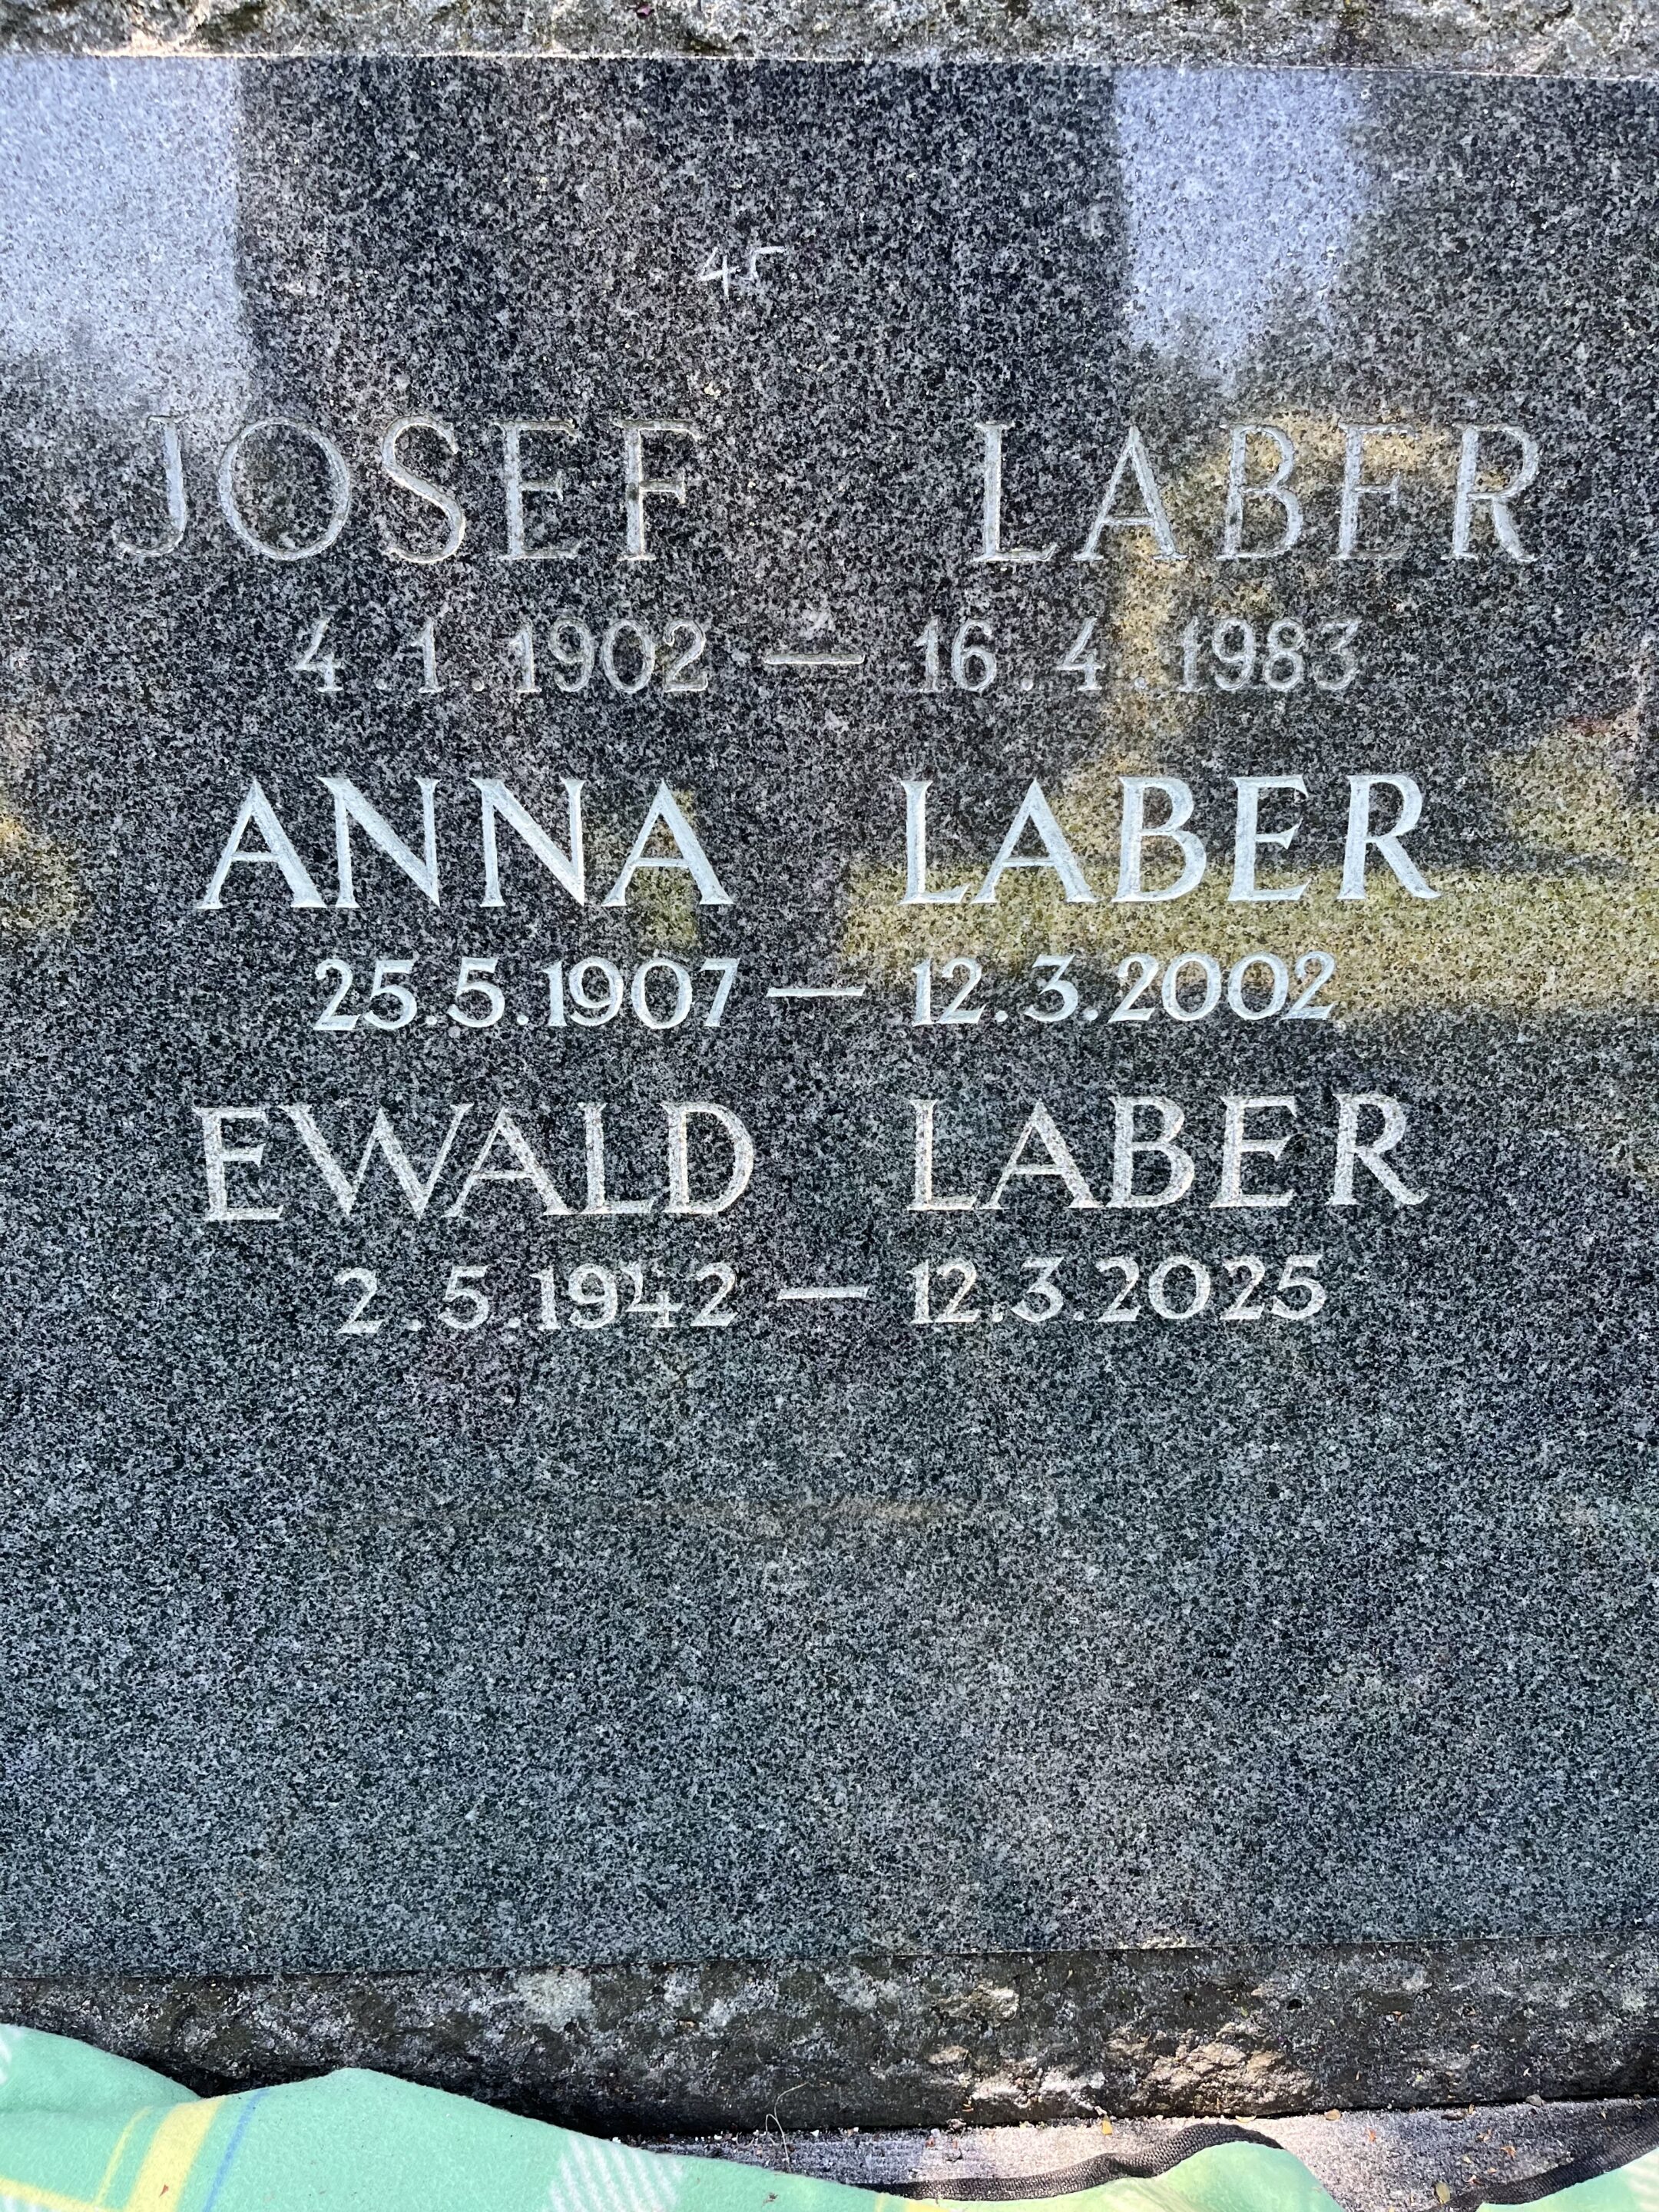 45
JOSEF LABER
4.1.1902 — 16.4.1983
ANNA LABER
25.5.1907 — 12.3.2002
EWALD LABER
2.5.1942 — 12.3.2025